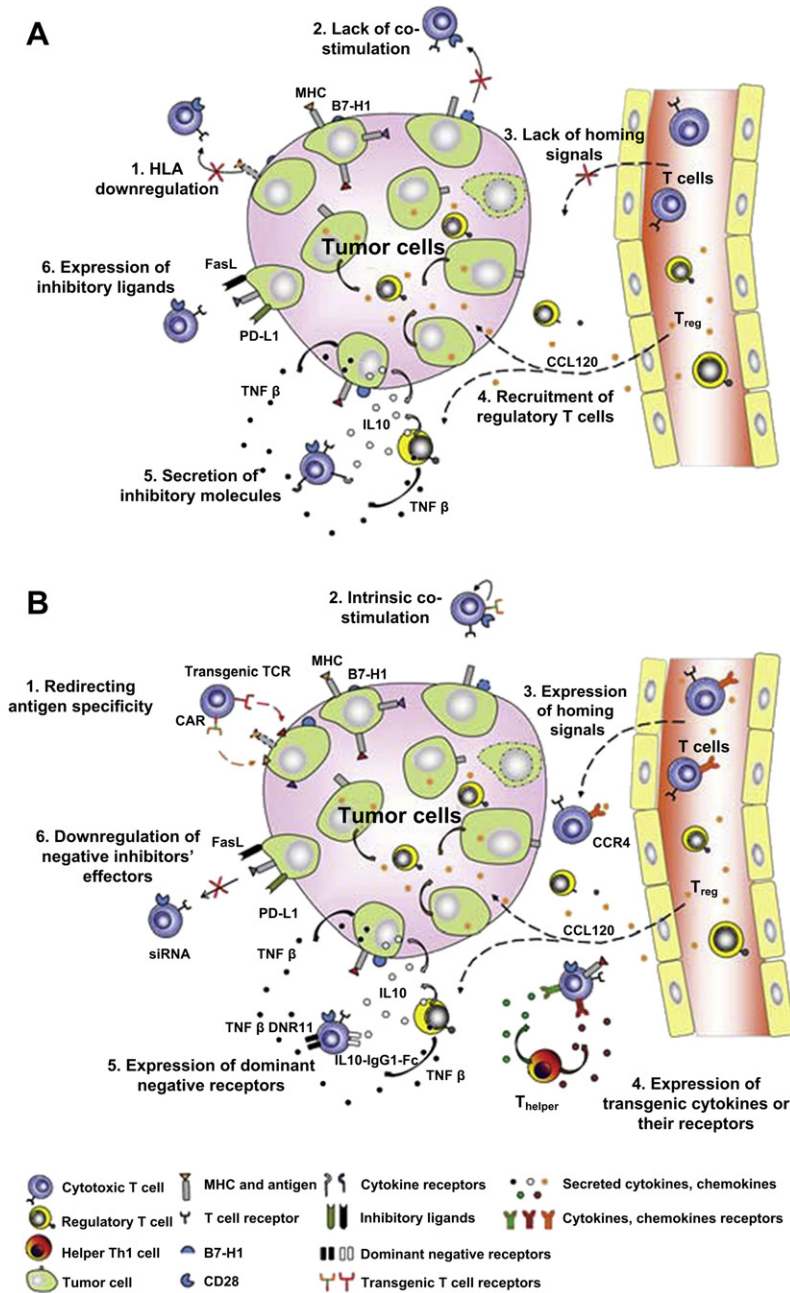 A
2. Lack of co-
stimulation
MHC
B7-H1
1. HLA
downregulation
3. Lack of homing
signals
T cells
Tumor cells
6. Expression of
inhibitory ligands
FasL
PD-L1
Treg
CCL120
4. Recruitment of
regulatory T cells
TNF β
IL10
5. Secretion of
inhibitory molecules
TNF β
B
2. Intrinsic co-
stimulation
1. Redirecting
antigen specificity
Transgenic TCR
CAR
MHC
B7-H1
3. Expression
of homing
signals
T cells
Tumor cells
CCR4
6. Downregulation of
negative inhibitors'
effectors
FasL
PD-L1
siRNA
Treg
CCL120
TNF β
IL10
TNF β DNR11
IL10-IgG1-Fc
5. Expression of dominant
negative receptors
TNF β
Thelper
4. Expression of
transgenic cytokines or
their receptors
Cytotoxic T cell
MHC and antigen
Cytokine receptors
Secreted cytokines, chemokines
Regulatory T cell
T cell receptor
Inhibitory ligands
Cytokines, chemokines receptors
Helper Th1 cell
B7-H1
Dominant negative receptors
Tumor cell
CD28
Transgenic T cell receptors